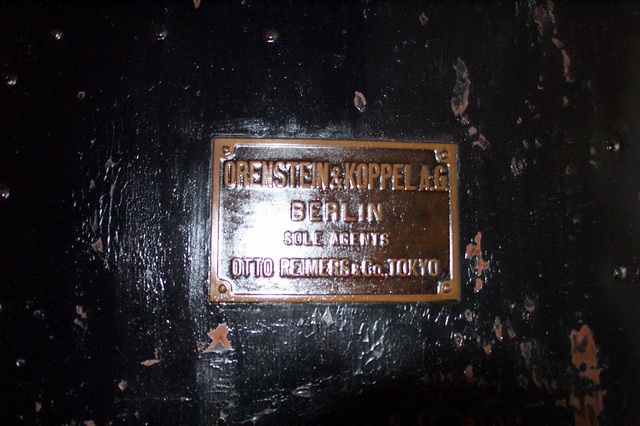 ORENSTEIN & KOPPEL A.G.
BERLIN
SOLE AGENTS
OTTO REIMERS & Co., TOKYO